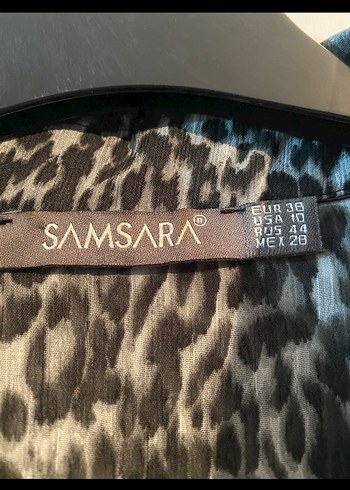 SAMSARA®
EUR 38
USA 10
RUS 44
MEX 28